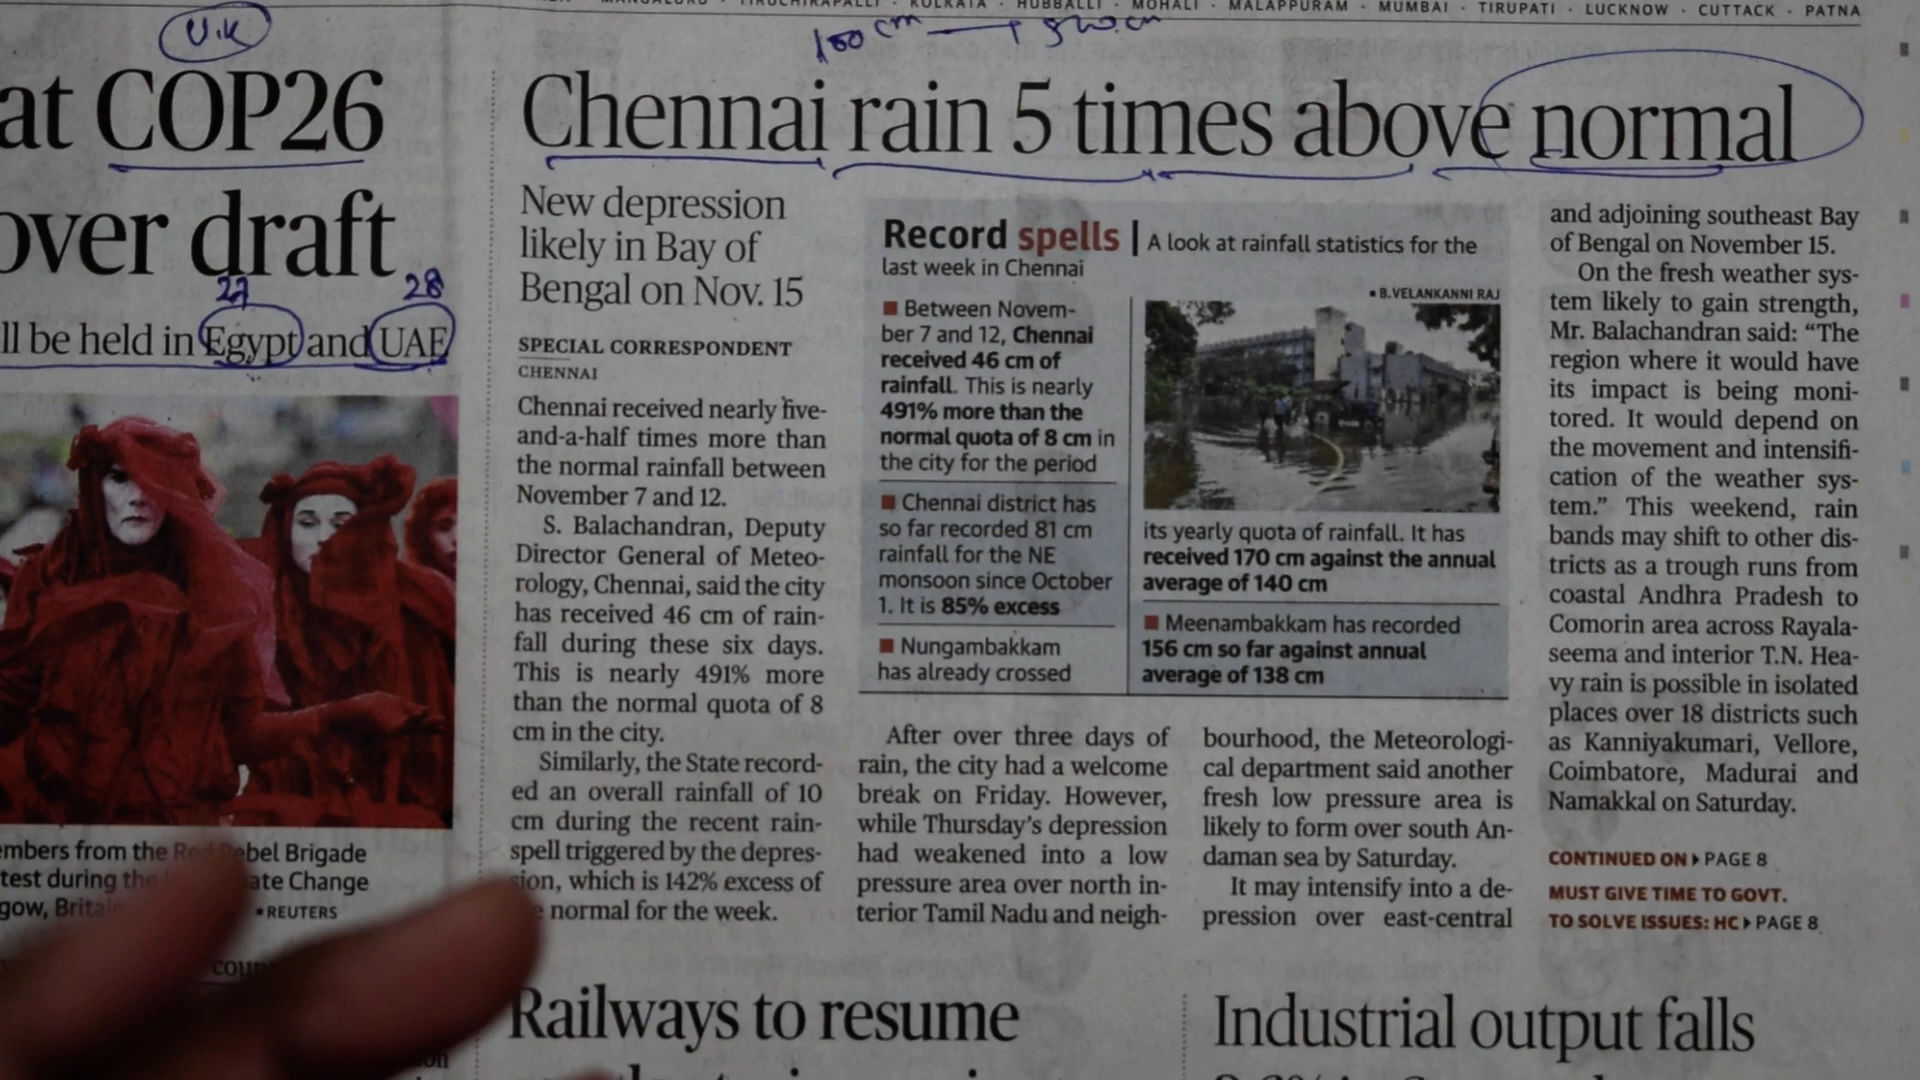 MANGALURU · TIRUCHIRAPALLI · KOLKATA · HUBBALLI · MOHALI · MALAPPURAM · MUMBAI · TIRUPATI · LUCKNOW · CUTTACK · PATNA
U.K
100 cm
at COP26
over draft
27
28
ll be held in Egypt and UAE
embers from the Red Rebel Brigade
test during the
ate Change
gow, Britain
▪ REUTERS
Chennai rain 5 times above normal
New depression
likely in Bay of
Bengal on Nov. 15
SPECIAL CORRESPONDENT
CHENNAI
Chennai received nearly five-
and-a-half times more than
the normal rainfall between
November 7 and 12.
S. Balachandran, Deputy
Director General of Meteo-
rology, Chennai, said the city
has received 46 cm of rain-
fall during these six days.
This is nearly 491% more
than the normal quota of 8
cm in the city.
Similarly, the State record-
ed an overall rainfall of 10
cm during the recent rain-
spell triggered by the depres-
sion, which is 142% excess of
normal for the week.
Record spells | A look at rainfall statistics for the
last week in Chennai
▪ B.VELANKANNI RAJ
■ Between Novem-
ber 7 and 12, Chennai
received 46 cm of
rainfall. This is nearly
491% more than the
normal quota of 8 cm in
the city for the period
■ Chennai district has
so far recorded 81 cm
rainfall for the NE
monsoon since October
1. It is 85% excess
■ Nungambakkam
has already crossed
its yearly quota of rainfall. It has
received 170 cm against the annual
average of 140 cm
■ Meenambakkam has recorded
156 cm so far against annual
average of 138 cm
After over three days of
rain, the city had a welcome
break on Friday. However,
while Thursday's depression
had weakened into a low
pressure area over north in-
terior Tamil Nadu and neigh-
bourhood, the Meteorologi-
cal department said another
fresh low pressure area is
likely to form over south An-
daman sea by Saturday.
It may intensify into a de-
pression over east-central
and adjoining southeast Bay
of Bengal on November 15.
On the fresh weather sys-
tem likely to gain strength,
Mr. Balachandran said: “The
region where it would have
its impact is being moni-
tored. It would depend on
the movement and intensifi-
cation of the weather sys-
tem.” This weekend, rain
bands may shift to other dis-
tricts as a trough runs from
coastal Andhra Pradesh to
Comorin area across Rayala-
seema and interior T.N. Hea-
vy rain is possible in isolated
places over 18 districts such
as Kanniyakumari, Vellore,
Coimbatore, Madurai and
Namakkal on Saturday.
CONTINUED ON ▸ PAGE 8
MUST GIVE TIME TO GOVT.
TO SOLVE ISSUES: HC ▸ PAGE 8
Railways to resume
Industrial output falls